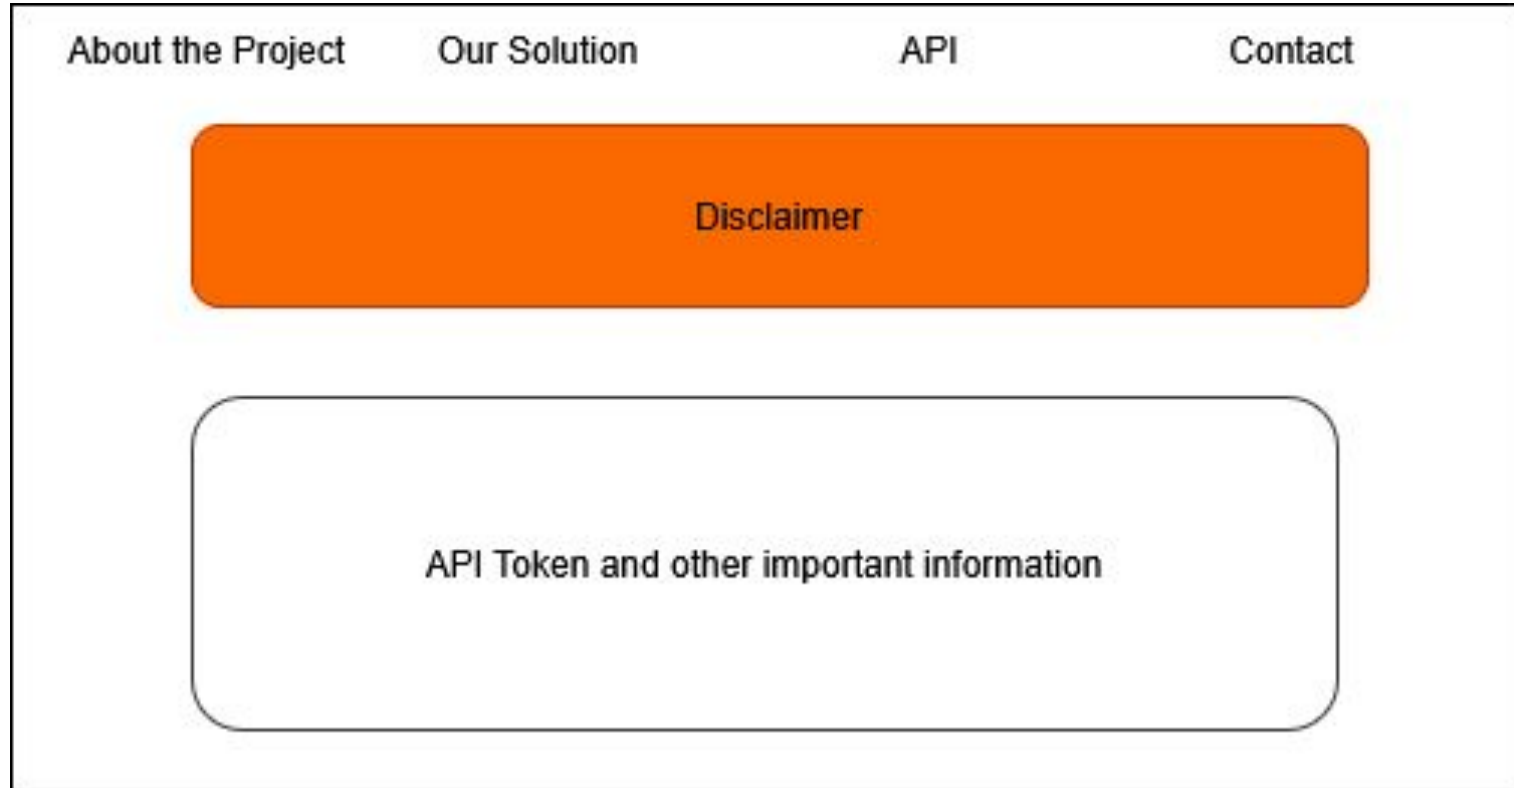 About the Project Our Solution API Contact
Disclaimer
API Token and other important information